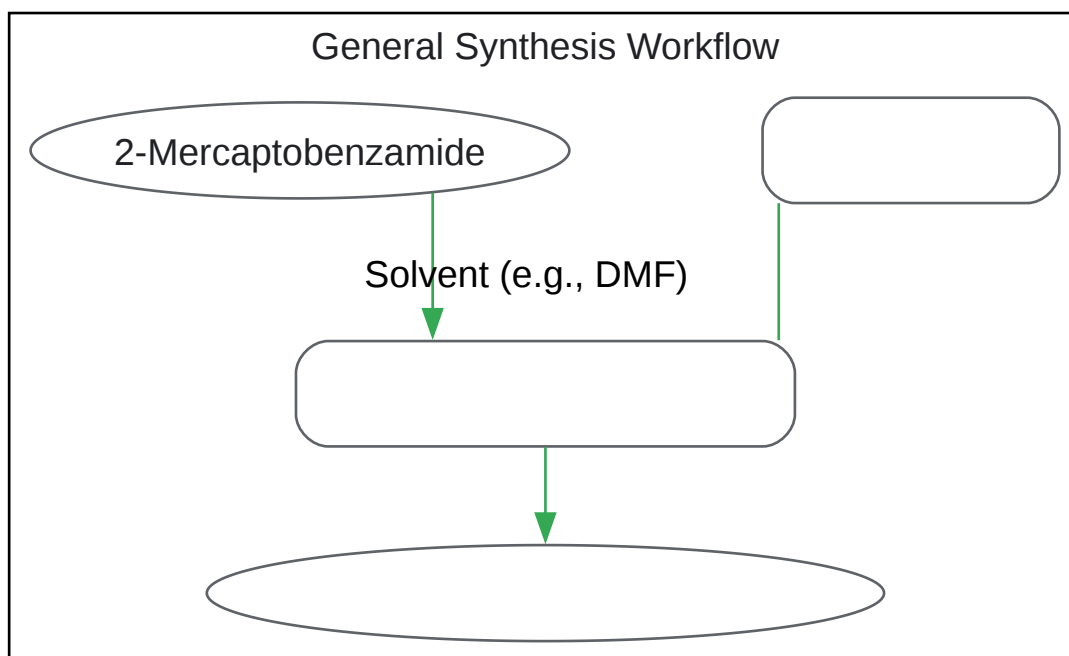 General Synthesis Workflow
2-Mercaptobenzamide
Solvent (e.g., DMF)